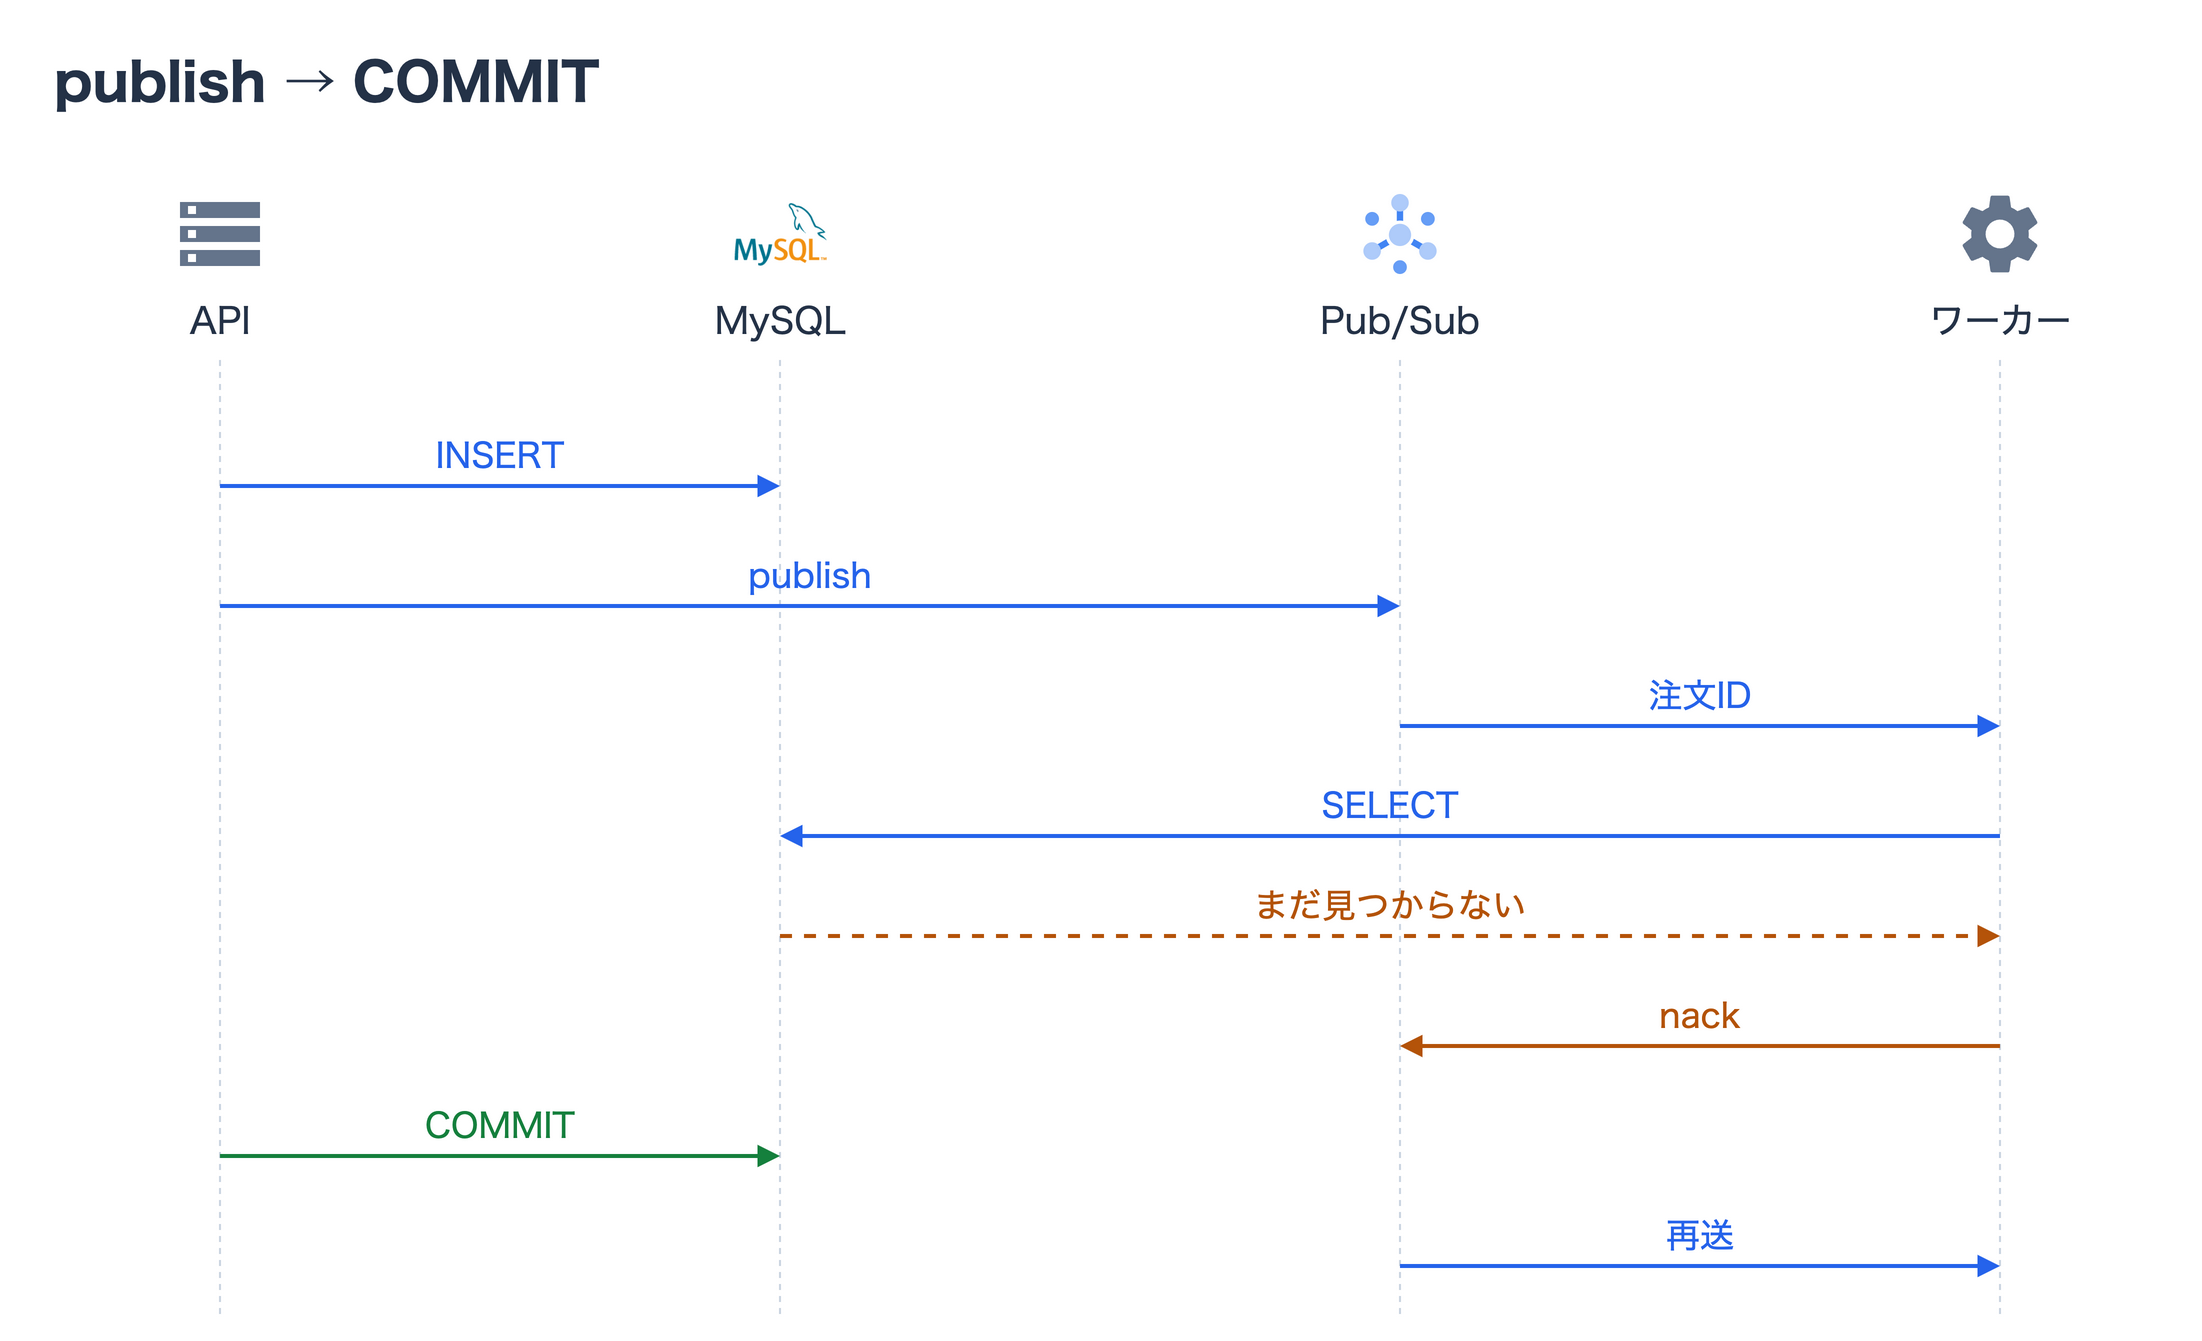 publish → COMMIT
MySQL™
API
MySQL
Pub/Sub
ワーカー
INSERT
publish
注文ID
SELECT
まだ見つからない
nack
COMMIT
再送